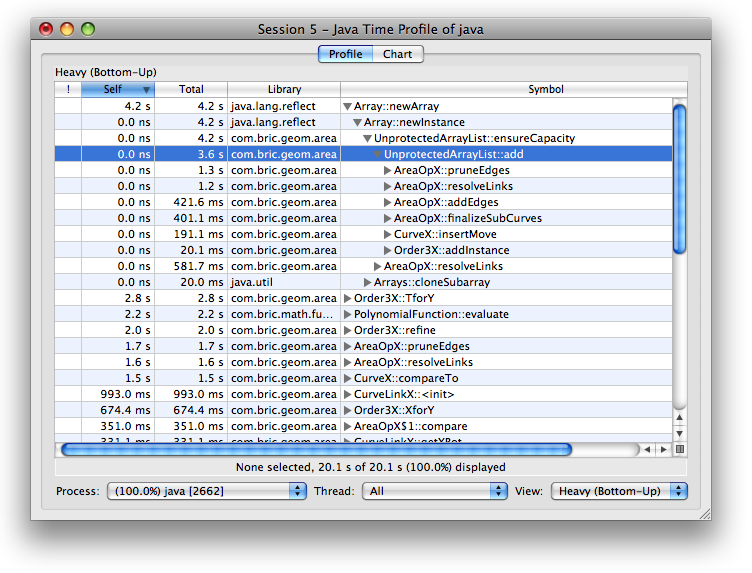 Session 5 - Java Time Profile of java
Profile Chart
Heavy (Bottom-Up)
! Self Total Library Symbol
4.2 s 4.2 s java.lang.reflect Array::newArray
0.0 ns 4.2 s java.lang.reflect Array::newInstance
0.0 ns 4.2 s com.bric.geom.area UnprotectedArrayList::ensureCapacity
0.0 ns 3.6 s com.bric.geom.area UnprotectedArrayList::add
0.0 ns 1.3 s com.bric.geom.area AreaOpX::pruneEdges
0.0 ns 1.2 s com.bric.geom.area AreaOpX::resolveLinks
0.0 ns 421.6 ms com.bric.geom.area AreaOpX::addEdges
0.0 ns 401.1 ms com.bric.geom.area AreaOpX::finalizeSubCurves
0.0 ns 191.1 ms com.bric.geom.area CurveX::insertMove
0.0 ns 20.1 ms com.bric.geom.area Order3X::addInstance
0.0 ns 581.7 ms com.bric.geom.area AreaOpX::resolveLinks
0.0 ns 20.0 ms java.util Arrays::cloneSubarray
2.8 s 2.8 s com.bric.geom.area Order3X::TforY
2.2 s 2.2 s com.bric.math.fu... PolynomialFunction::evaluate
2.0 s 2.0 s com.bric.geom.area Order3X::refine
1.7 s 1.7 s com.bric.geom.area AreaOpX::pruneEdges
1.6 s 1.6 s com.bric.geom.area AreaOpX::resolveLinks
1.5 s 1.5 s com.bric.geom.area CurveX::compareTo
993.0 ms 993.0 ms com.bric.geom.area CurveLinkX::<init>
674.4 ms 674.4 ms com.bric.geom.area Order3X::XforY
351.0 ms 351.0 ms com.bric.geom.area AreaOpX$1::compare
331.1 ms 331.1 ms com.bric.geom.area CurveLinkX::getYBot
None selected, 20.1 s of 20.1 s (100.0%) displayed
Process: (100.0%) java [2662] Thread: All View: Heavy (Bottom-Up)